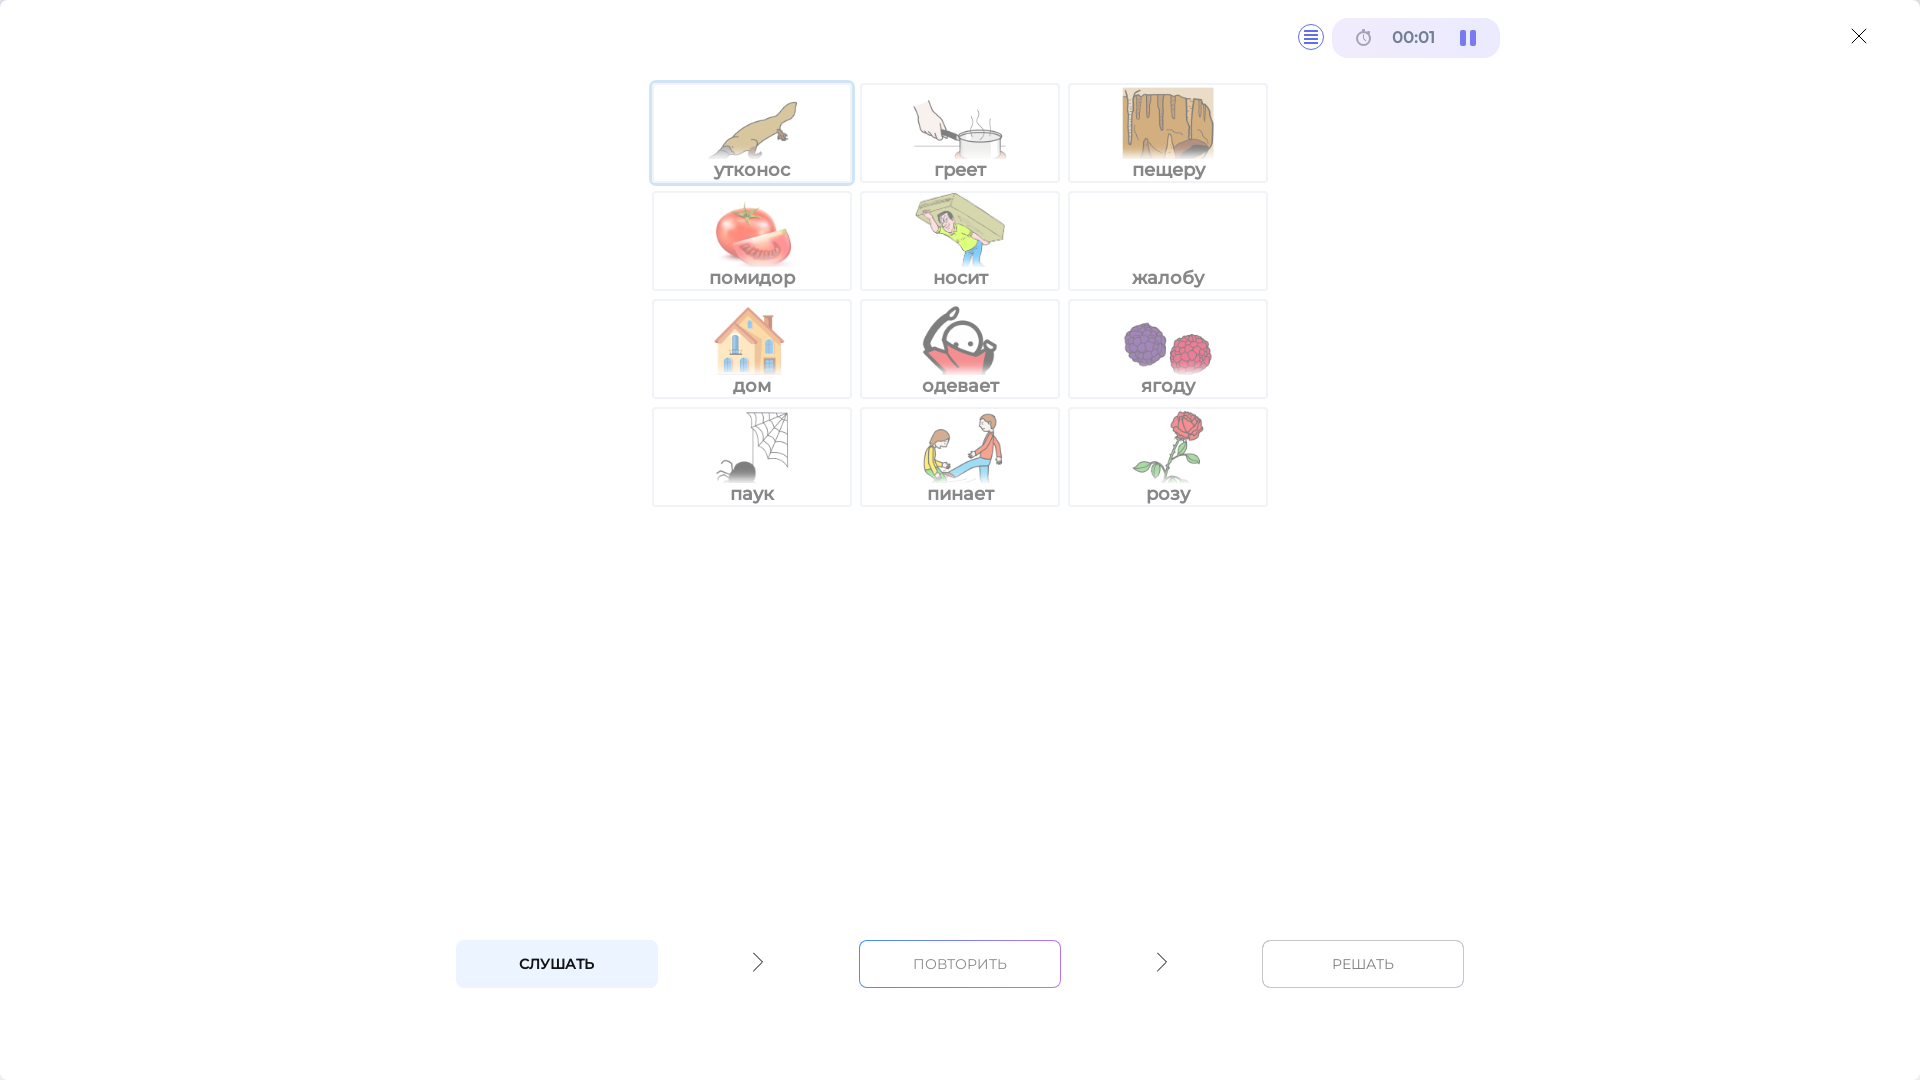 00:01
утконос греет пещеру
помидор носит жалобу
дом одевает ягоду
паук пинает розу
СЛУШАТЬ ПОВТОРИТЬ РЕШАТЬ